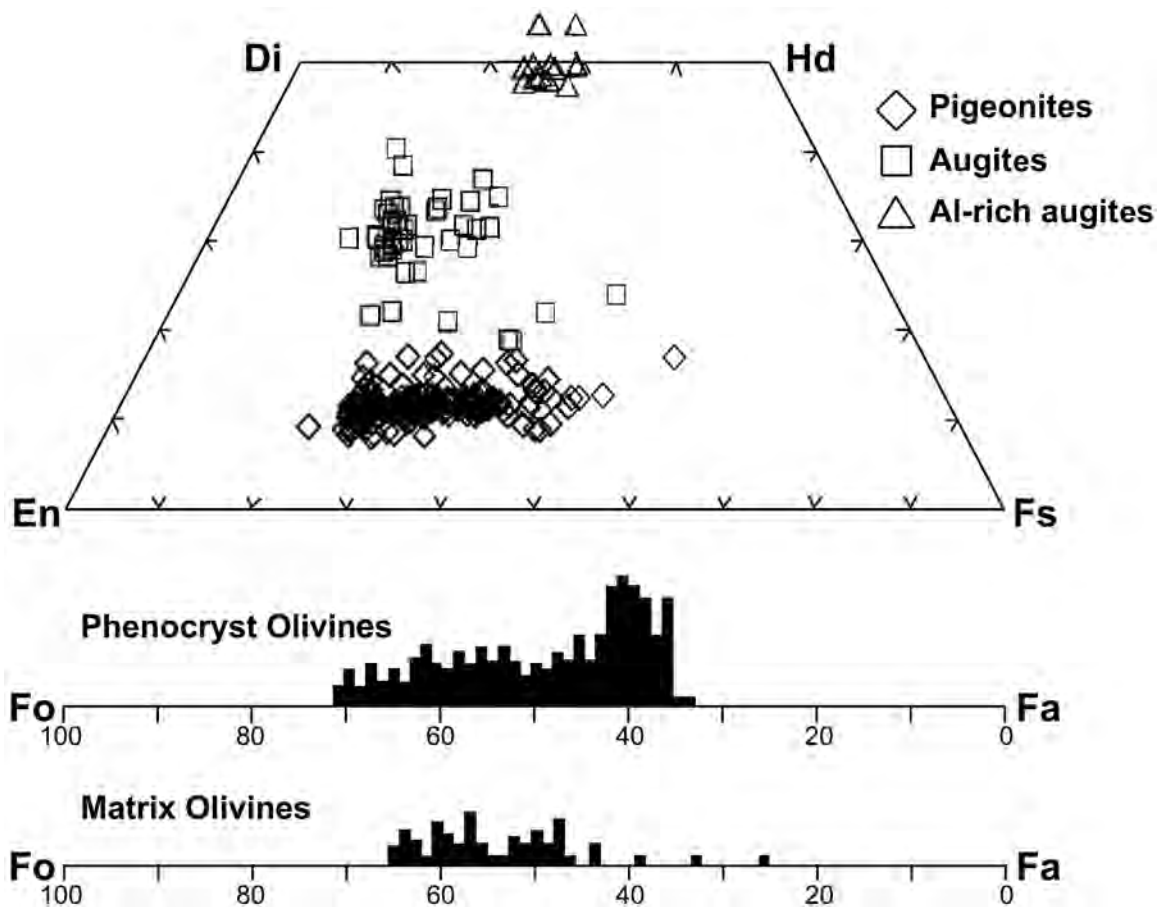 Di Hd
Pigeonites
Augites
Al-rich augites
En Fs
Phenocryst Olivines
Fo Fa
100 80 60 40 20 0
Matrix Olivines
Fo Fa
100 80 60 40 20 0